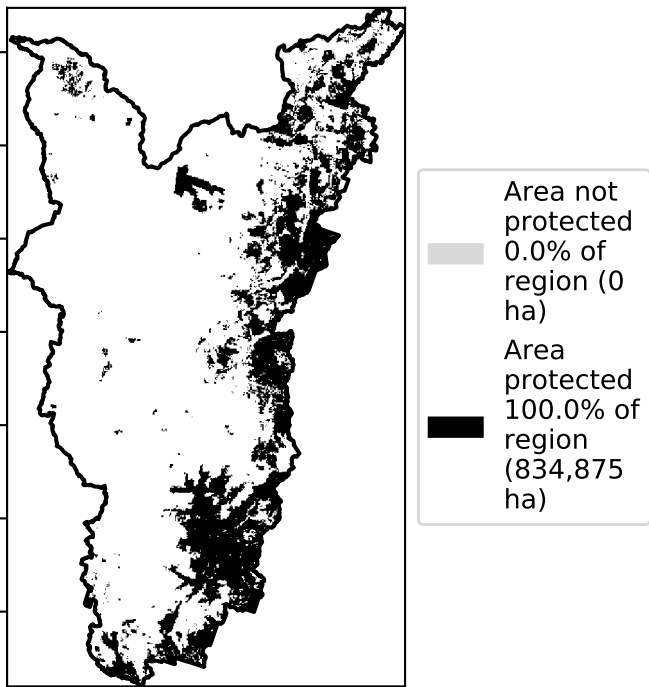 Area not
protected
0.0% of
region (0
ha)
Area
protected
100.0% of
region
(834,875
ha)